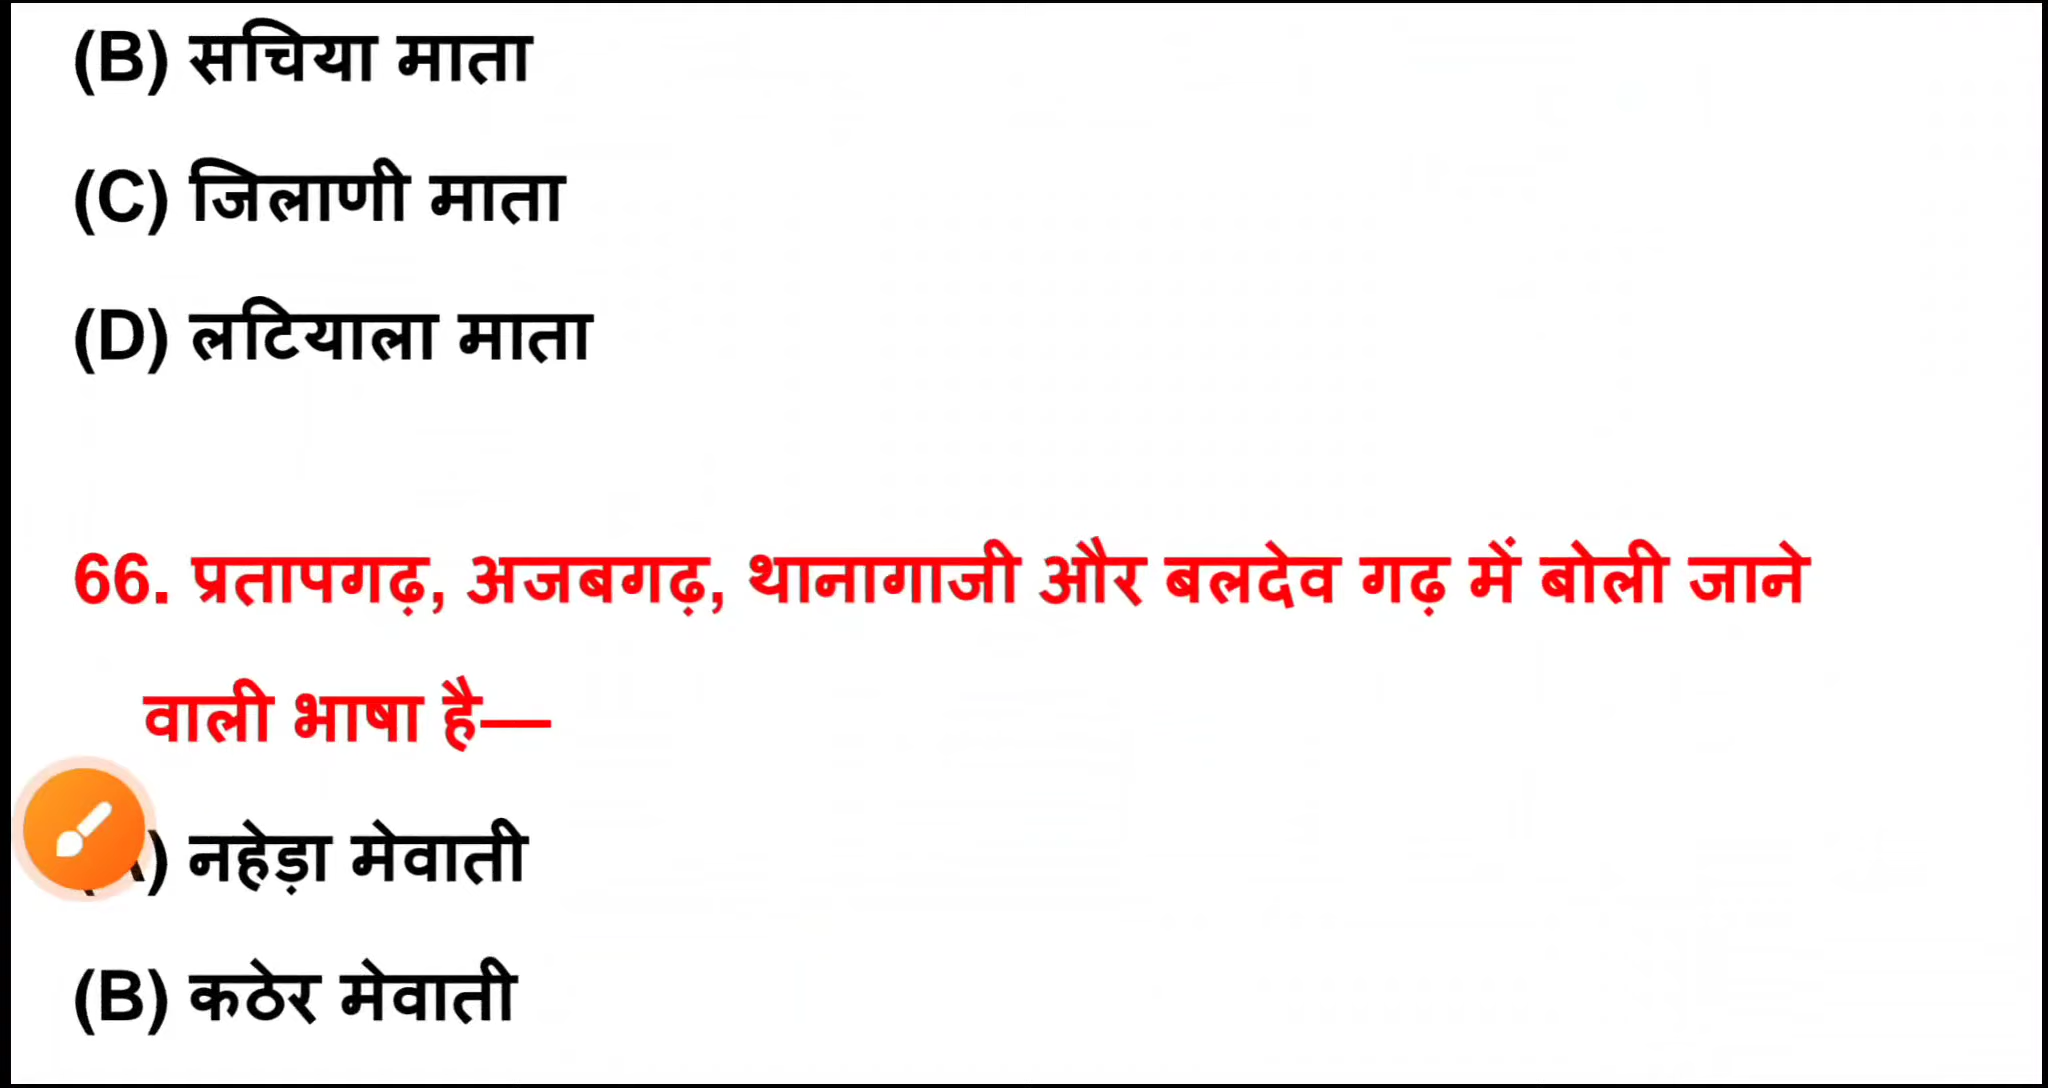 (B) सचिया माता
(C) जिलाणी माता
(D) लटियाला माता
66. प्रतापगढ़, अजबगढ़, थानागाजी और बलदेव गढ़ में बोली जाने
वाली भाषा है—
) नहेड़ा मेवाती
(B) कठेर मेवाती